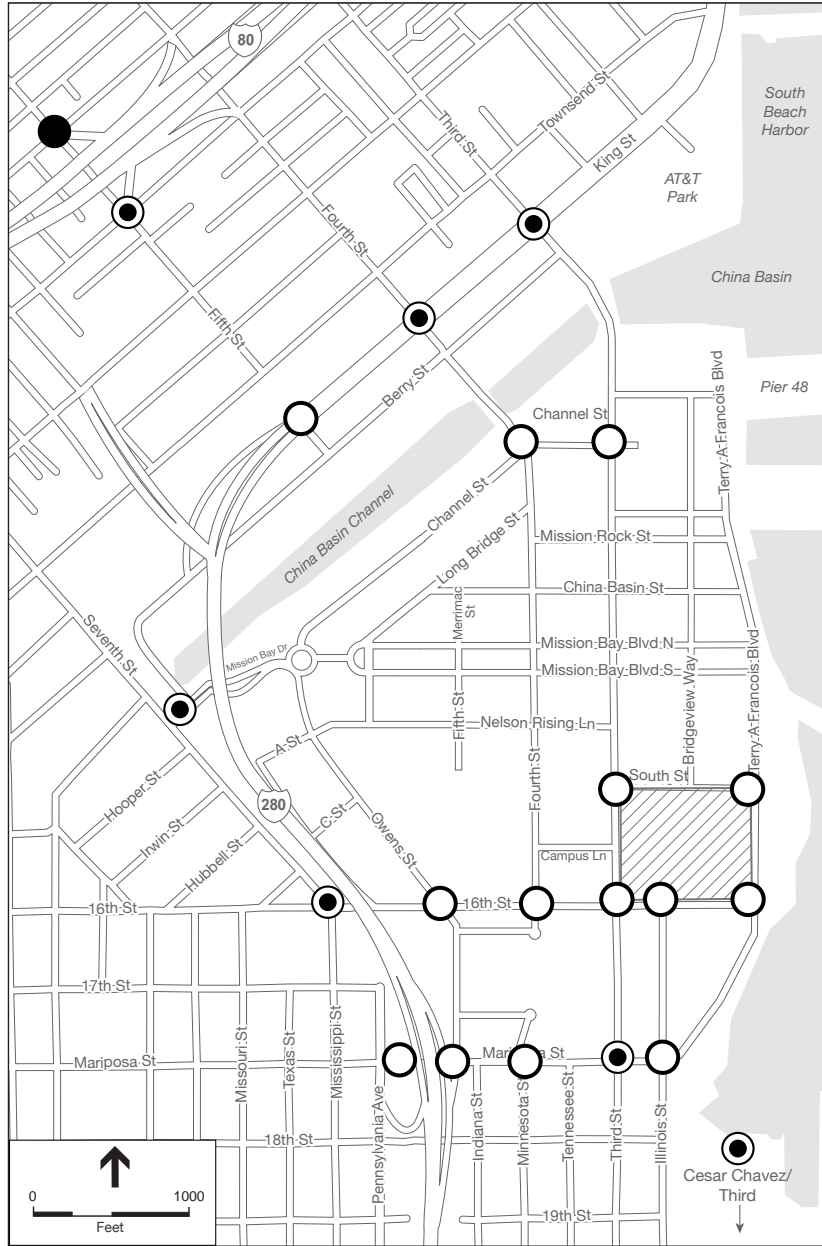 80
South
Beach
Harbor
Townsend St
Third St
King St
AT&T
Park
Fourth St
China Basin
Fifth St
Berry St
Terry A Francois Blvd
Pier 48
Channel St
China Basin Channel
Channel St
Long Bridge St
Mission Rock St
China Basin St
Merrimac
St
Seventh St
Mission Bay Dr
Mission Bay Blvd N
Mission Bay Blvd S
Bridgeview Way
Terry A Francois Blvd
Fifth St
Nelson Rising Ln
A St
Fourth St
South St
Hooper St
280
C St
Owens St
Irwin St
Hubbell St
Campus Ln
16th St
16th St
17th St
Mariposa St
Missouri St
Texas St
Mississippi St
Pennsylvania Ave
Indiana St
Minnesota S
Tennessee St
Third St
Illinois St
18th St
19th St
Cesar Chavez/
Third
0
1000
Feet